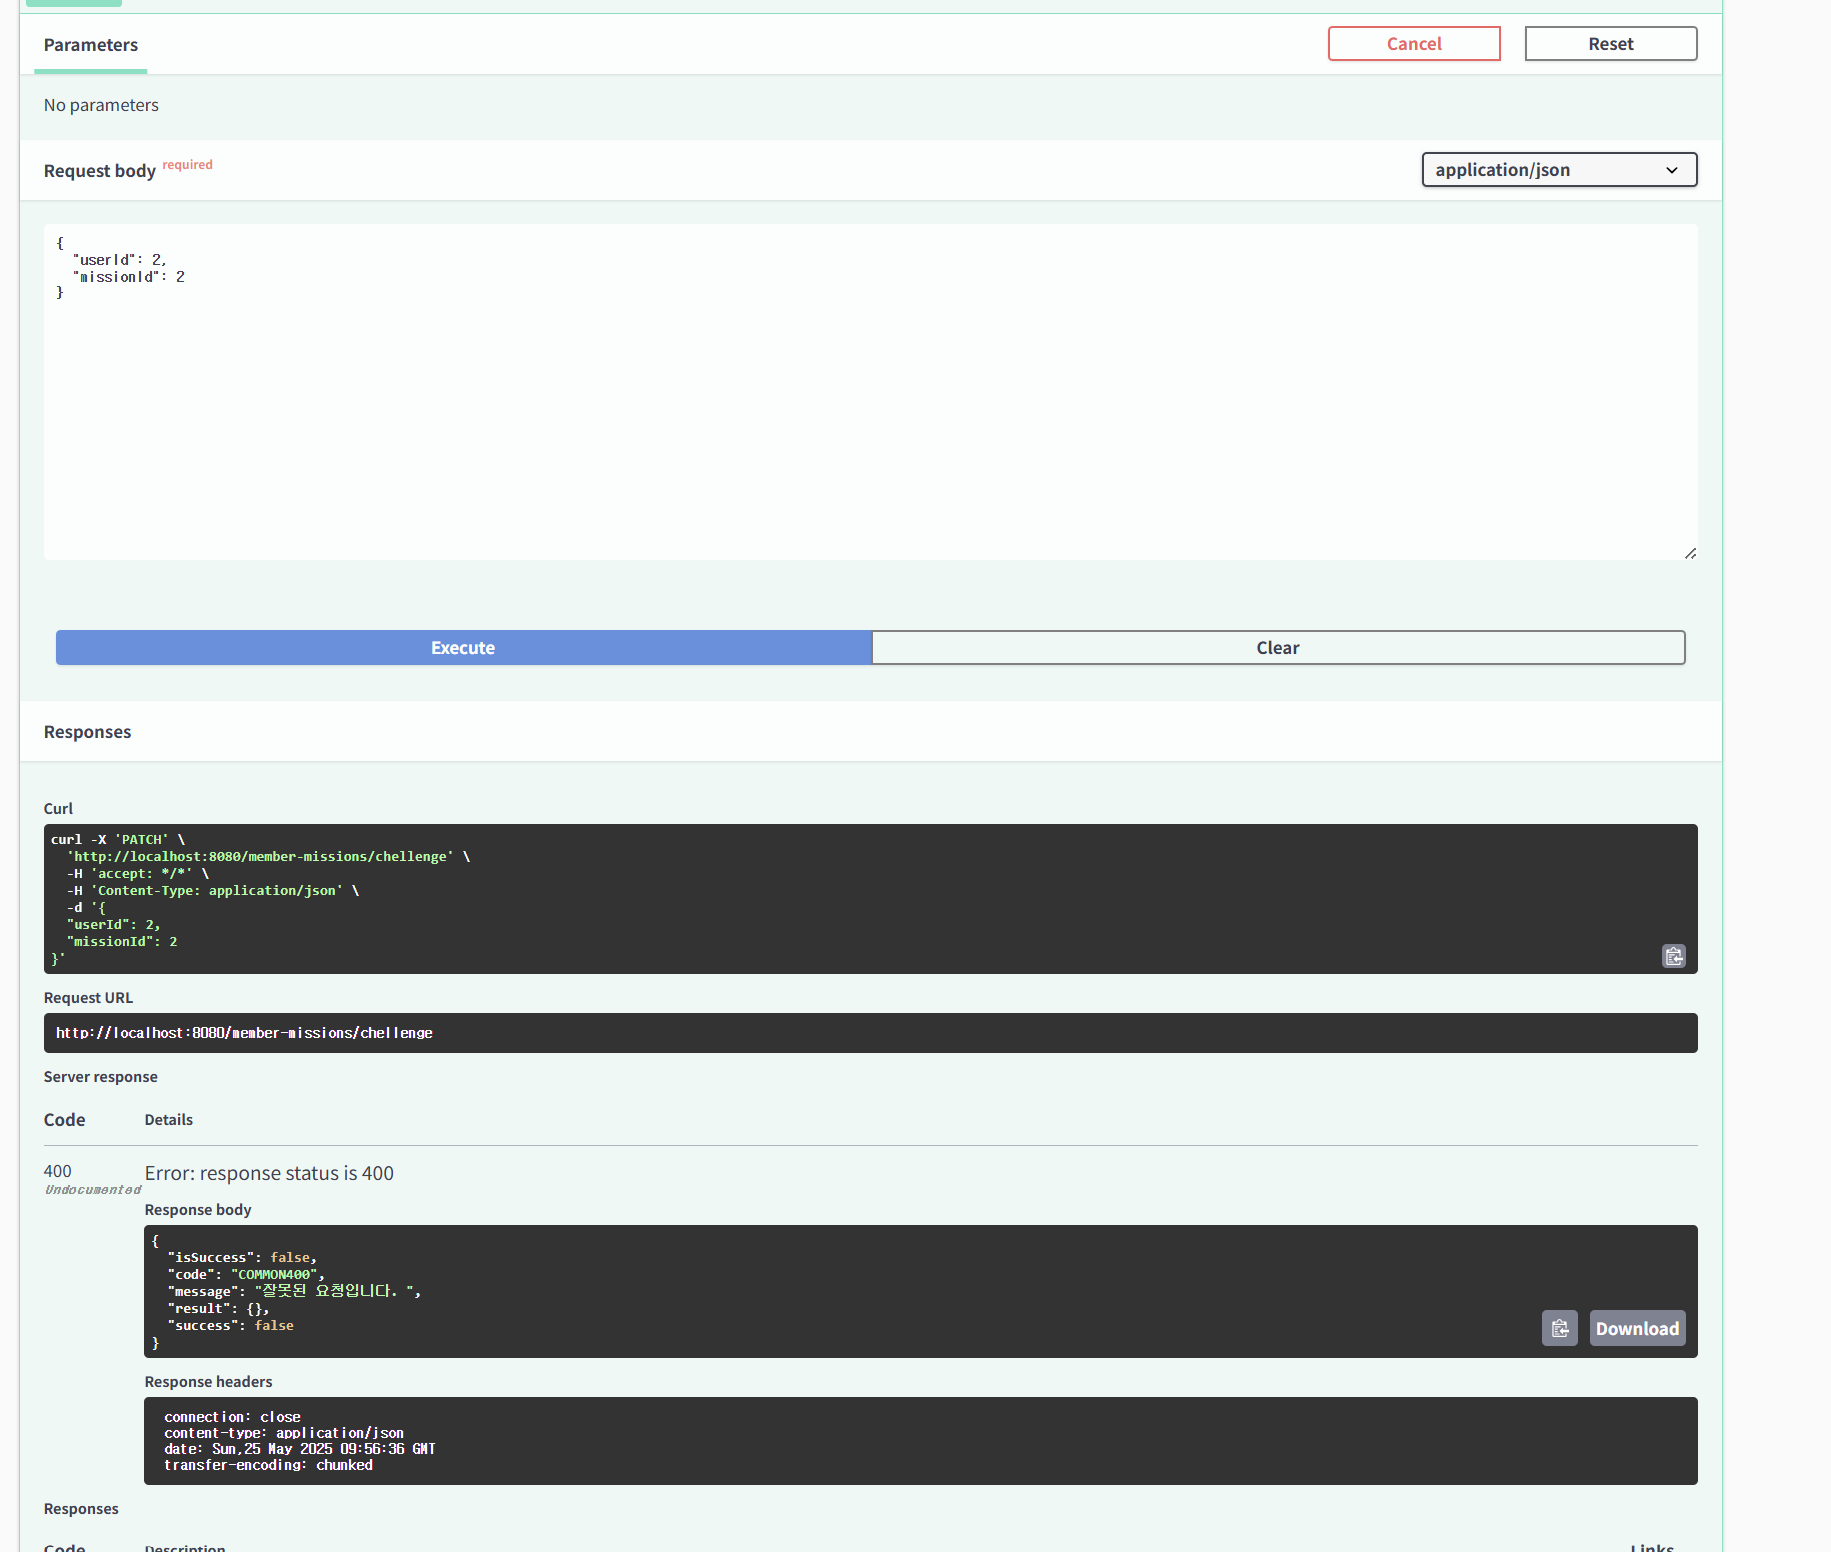 Parameters
Cancel
Reset
No parameters
Request body required
application/json
{
  "userId": 2,
  "missionId": 2
}
Execute
Clear
Responses
Curl
curl -X 'PATCH' \
  'http://localhost:8080/member-missions/chellenge' \
  -H 'accept: */*' \
  -H 'Content-Type: application/json' \
  -d '{
  "userId": 2,
  "missionId": 2
}'
Request URL
http://localhost:8080/member-missions/chellenge
Server response
Code Details
400 Error: response status is 400
Undocumented
Response body
{
  "isSuccess": false,
  "code": "COMMON400",
  "message": "잘못된 요청입니다. ",
  "result": {},
  "success": false
}
Download
Response headers
connection: close
content-type: application/json
date: Sun,25 May 2025 09:56:36 GMT
transfer-encoding: chunked
Responses
Code Description Links